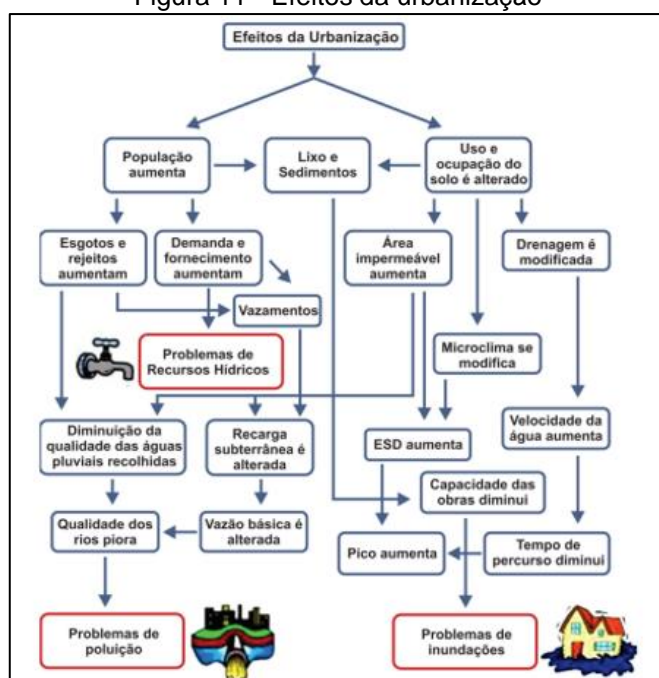 Figura 11 - Efeitos da urbanização
Efeitos da Urbanização
População
aumenta
Lixo e
Sedimentos
Uso e
ocupação do
solo é alterado
Esgotos e
rejeitos
aumentam
Demanda e
fornecimento
aumentam
Área
impermeável
aumenta
Drenagem é
modificada
Vazamentos
Problemas de
Recursos Hídricos
Microclima se
modifica
Diminuição da
qualidade das águas
pluviais recolhidas
Recarga
subterrânea é
alterada
ESD aumenta
Velocidade da
água aumenta
Capacidade das
obras diminui
Qualidade dos
rios piora
Vazão básica é
alterada
Pico aumenta
Tempo de
percurso diminui
Problemas de
poluição
Problemas de
inundações